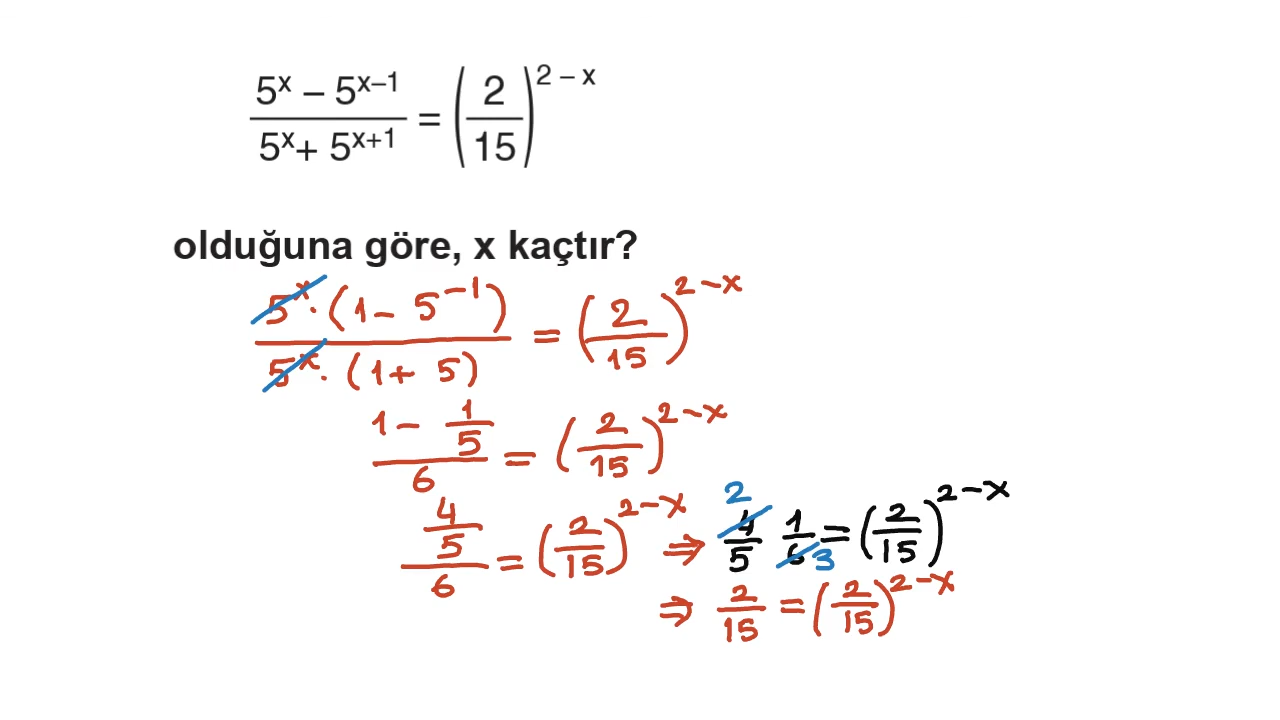 (5^x − 5^(x−1)) / (5^x + 5^(x+1)) = (2/15)^(2 − x)
olduğuna göre, x kaçtır?
(5^x · (1 − 5^(−1))) / (5^x · (1 + 5)) = (2/15)^(2−x)
(1 − 1/5) / 6 = (2/15)^(2−x)
(4/5) / 6 = (2/15)^(2−x) ⇒ 2 4/5 1/6 3 = (2/15)^(2−x)
⇒ 2/15 = (2/15)^(2−x)